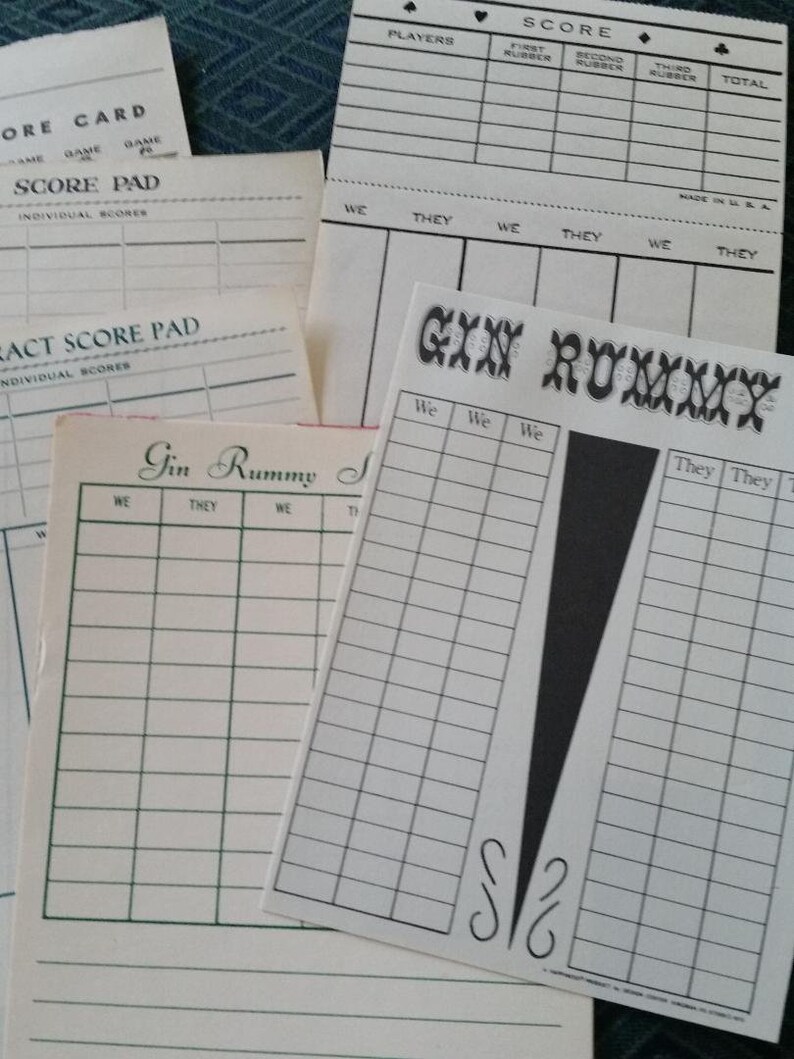 ORE CARD
GAME GAME GAME
SCORE PAD
INDIVIDUAL SCORES
RACT SCORE PAD
INDIVIDUAL SCORES
W
Gin Rummy S
WE THEY WE TH
SCORE
PLAYERS FIRST RUBBER SECOND RUBBER THIRD RUBBER TOTAL
MADE IN U. S. A.
WE THEY WE THEY WE THEY
GIN RUMMY
We We We They They T